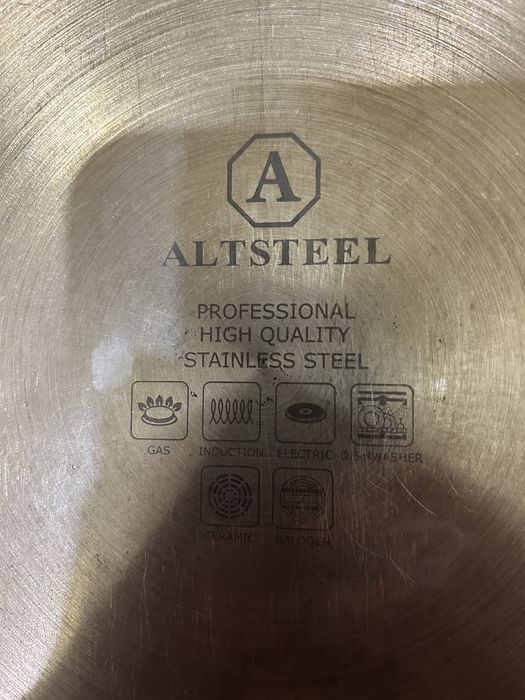 A
ALTSTEEL
PROFESSIONAL
HIGH QUALITY
STAINLESS STEEL
GAS INDUCTION ELECTRIC DISHWASHER
CERAMIC HALOGEN